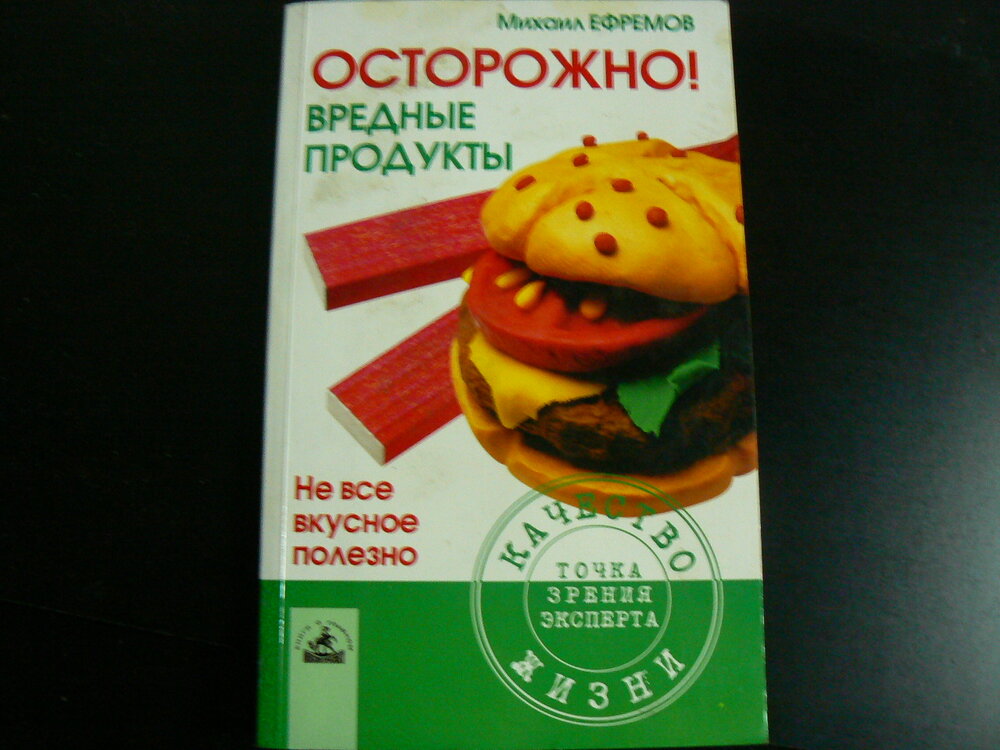 Михаил ЕФРЕМОВ
ОСТОРОЖНО!
ВРЕДНЫЕ
ПРОДУКТЫ
Не все
вкусное
полезно
КАЧЕСТВО
ТОЧКА
ЗРЕНИЯ
ЭКСПЕРТА
ЖИЗНИ